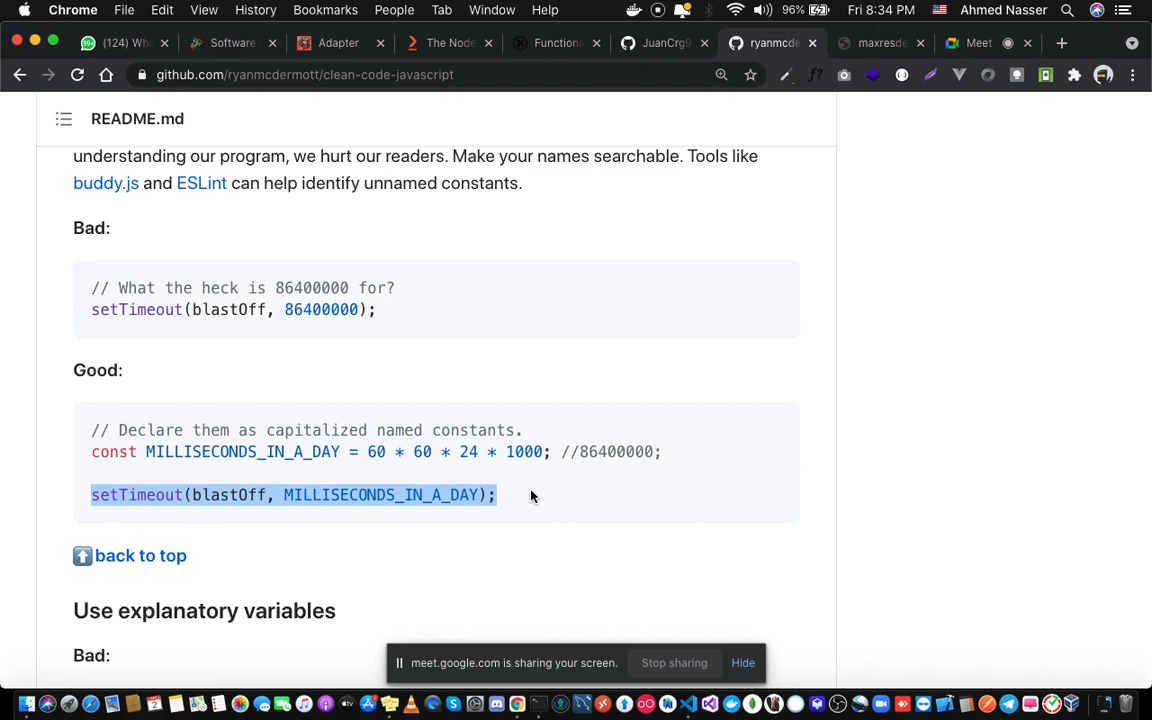 Chrome File Edit View History Bookmarks People Tab Window Help 96% Fri 8:34 PM Ahmed Nasser
(124) Wh Software Adapter The Node Functiona JuanCrg9 ryanmcde maxresde Meet
github.com/ryanmcdermott/clean-code-javascript
README.md
understanding our program, we hurt our readers. Make your names searchable. Tools like
buddy.js and ESLint can help identify unnamed constants.
Bad:
// What the heck is 86400000 for?
setTimeout(blastOff, 86400000);
Good:
// Declare them as capitalized named constants.
const MILLISECONDS_IN_A_DAY = 60 * 60 * 24 * 1000; //86400000;
setTimeout(blastOff, MILLISECONDS_IN_A_DAY);
back to top
Use explanatory variables
Bad:
meet.google.com is sharing your screen. Stop sharing Hide